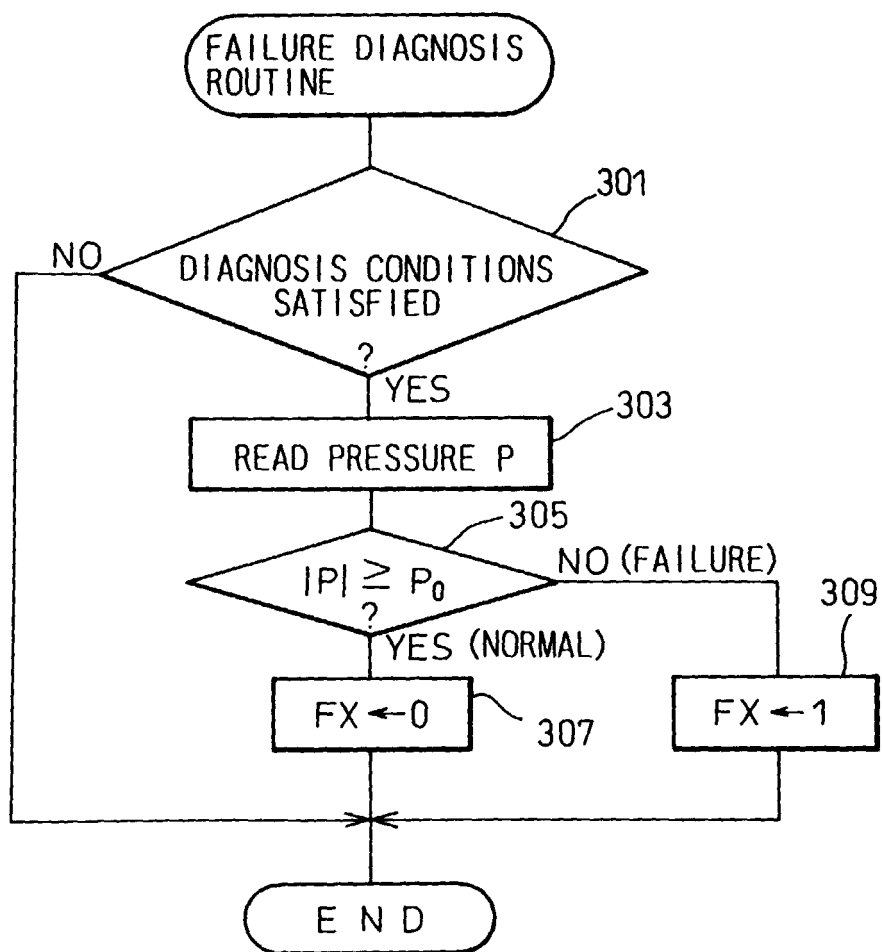 FAILURE DIAGNOSIS
ROUTINE
301
NO
DIAGNOSIS CONDITIONS
SATISFIED
?
YES
303
READ PRESSURE P
305
|P| ≧ P₀
?
NO (FAILURE)
YES (NORMAL)
309
FX ← 0
307
FX ← 1
END